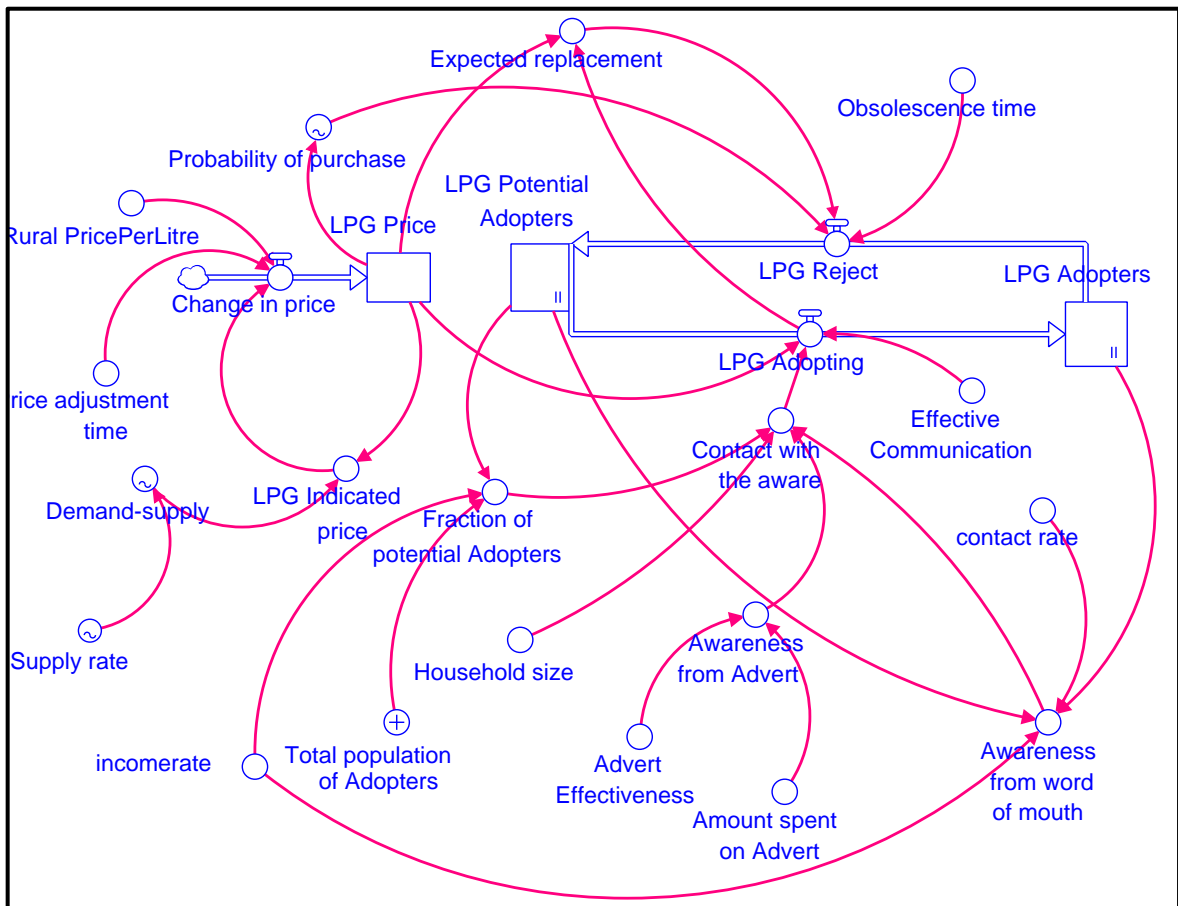 Expected replacement
Obsolescence time
Probability of purchase
LPG Potential
Adopters
Rural PricePerLitre
LPG Price
LPG Reject
LPG Adopters
Change in price
LPG Adopting
rice adjustment
time
Effective
Communication
Contact with
the aware
Demand-supply
LPG Indicated
price
Fraction of
potential Adopters
contact rate
Supply rate
Household size
Awareness
from Advert
incomerate
Total population
of Adopters
Advert
Effectiveness
Amount spent
on Advert
Awareness
from word
of mouth